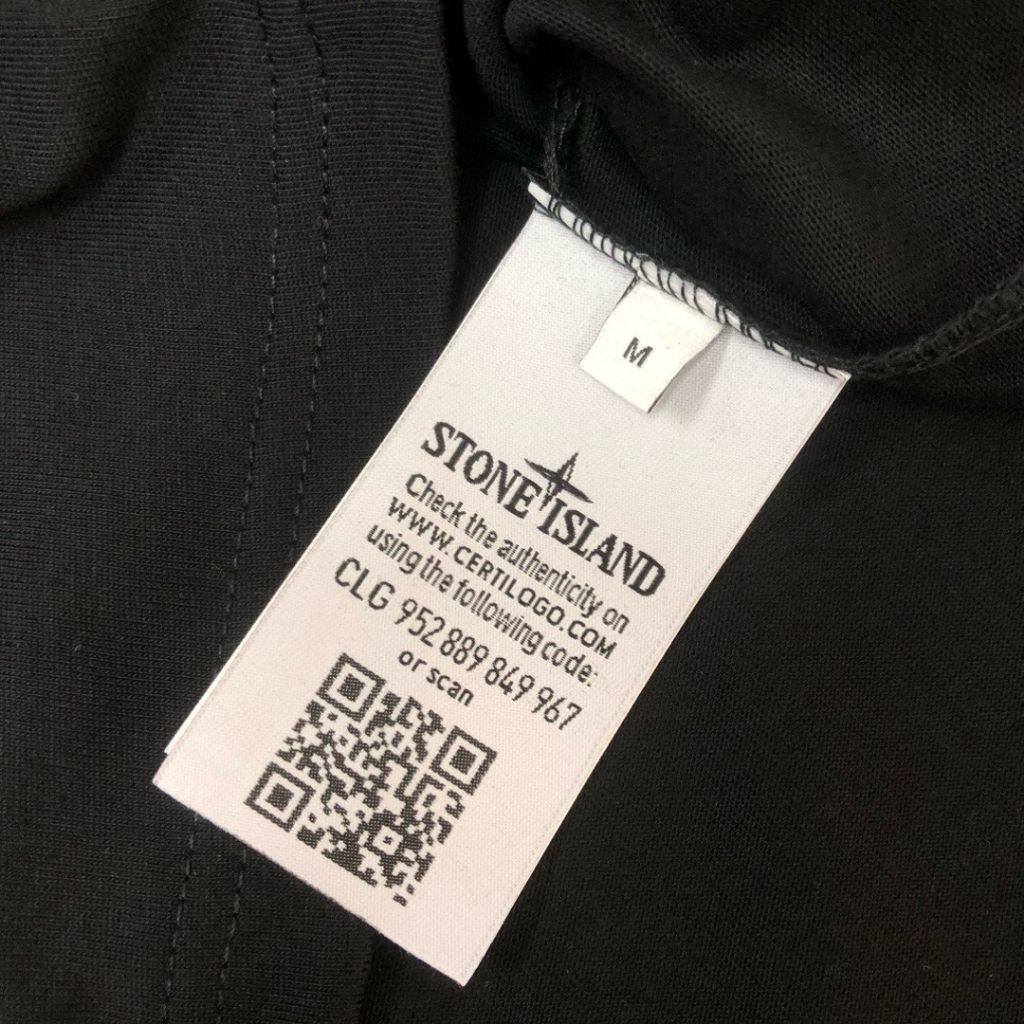 M
STONE ISLAND
Check the authenticity on
WWW.CERTILOGO.COM
using the following code:
CLG 952 889 849 967
or scan